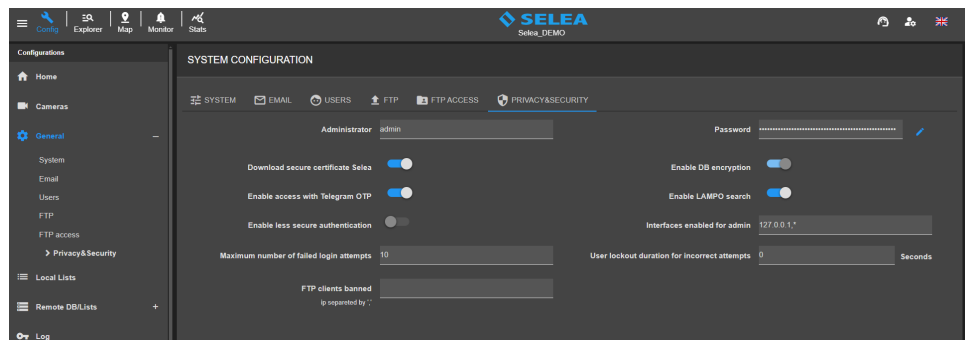 Config
Explorer
Map
Monitor
Stats
SELEA
Selea_DEMO
Configurations
Home
Cameras
General
System
Email
Users
FTP
FTP access
Privacy&Security
Local Lists
Remote DB/Lists
Log
SYSTEM CONFIGURATION
SYSTEM
EMAIL
USERS
FTP
FTP ACCESS
PRIVACY&SECURITY
Administrator admin
Password
Download secure certificate Selea
Enable DB encryption
Enable access with Telegram OTP
Enable LAMPO search
Enable less secure authentication
Interfaces enabled for admin 127.0.0.1,*
Maximum number of failed login attempts 10
User lockout duration for incorrect attempts 0 Seconds
FTP clients banned
ip separeted by ','